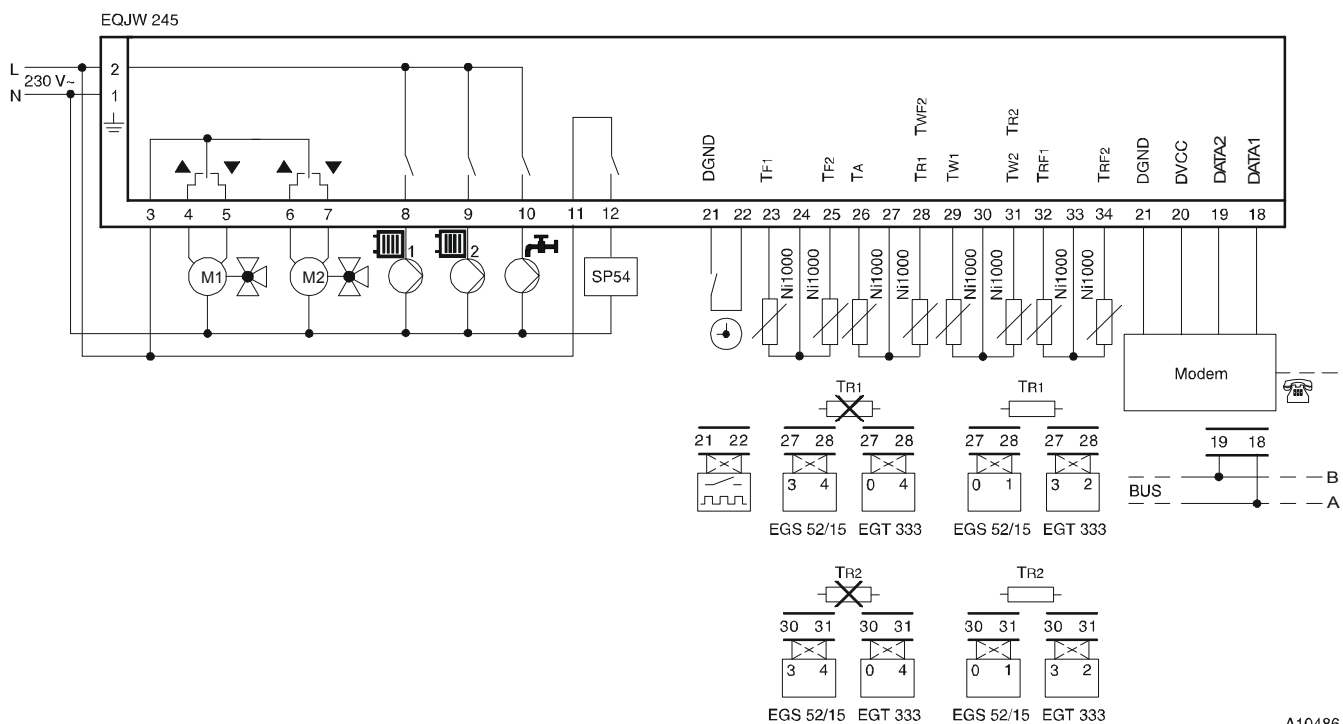 EQJW 245
L
230 V~
N
2
1
DGND
TF1
TF2
TA
TR1
TWF2
TW1
TW2
TR2
TRF1
TRF2
DGND
DVCC
DATA2
DATA1
3 4 5 6 7 8 9 10 11 12 21 22 23 24 25 26 27 28 29 30 31 32 33 34 21 20 19 18
1
2
M1
M2
SP54
Ni1000
Ni1000
Ni1000
Ni1000
Ni1000
Ni1000
Ni1000
Ni1000
Modem
TR1
TR1
21 22
27 28
27 28
27 28
27 28
19 18
3 4
0 4
0 1
3 2
BUS
B
A
EGS 52/15 EGT 333
EGS 52/15 EGT 333
TR2
TR2
30 31
30 31
30 31
30 31
3 4
0 4
0 1
3 2
EGS 52/15 EGT 333
EGS 52/15 EGT 333
A10486